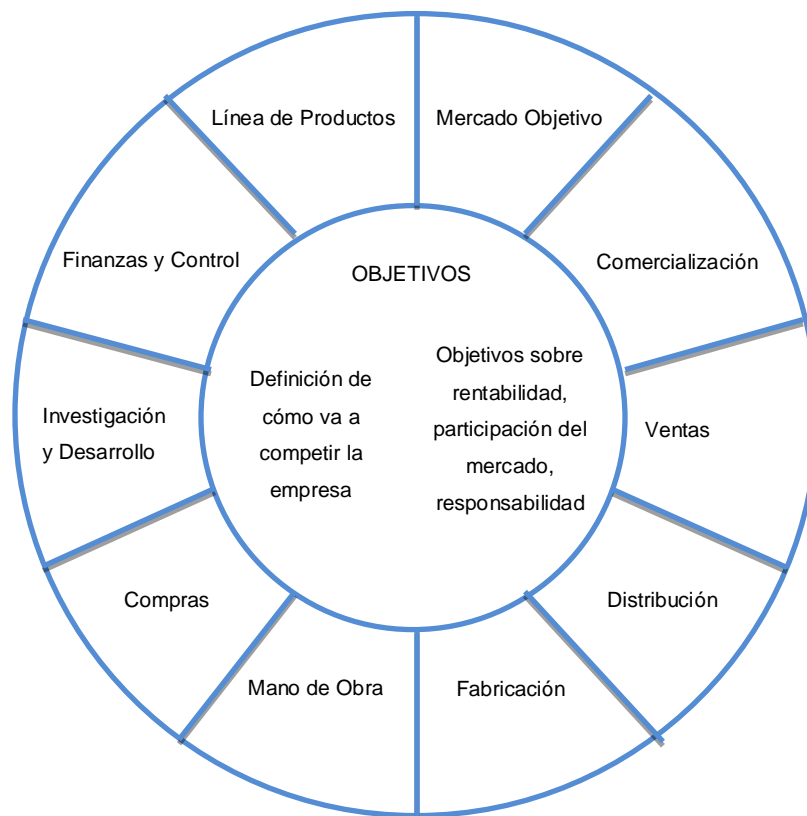 Línea de Productos
Mercado Objetivo
Comercialización
Ventas
Distribución
Fabricación
Mano de Obra
Compras
Investigación
y Desarrollo
Finanzas y Control
OBJETIVOS
Definición de
cómo va a
competir la
empresa
Objetivos sobre
rentabilidad,
participación del
mercado,
responsabilidad